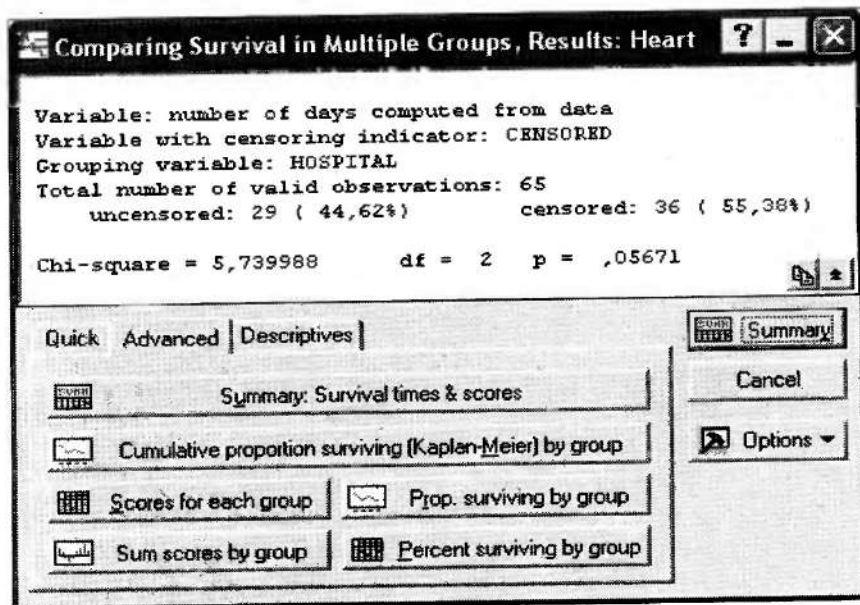 Comparing Survival in Multiple Groups, Results: Heart
Variable: number of days computed from data
Variable with censoring indicator: CENSORED
Grouping variable: HOSPITAL
Total number of valid observations: 65
uncensored: 29 ( 44,62%) censored: 36 ( 55,38%)
Chi-square = 5,739988 df = 2 p = ,05671
Quick Advanced Descriptives
Summary
Summary: Survival times & scores
Cancel
Cumulative proportion surviving (Kaplan-Meier) by group
Options
Scores for each group Prop. surviving by group
Sum scores by group Percent surviving by group